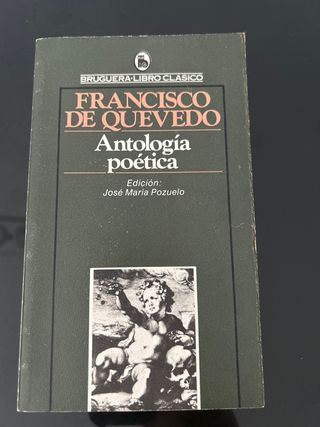 BRUGUERA·LIBRO CLASICO
FRANCISCO
DE QUEVEDO
Antología
poética
Edición:
José María Pozuelo